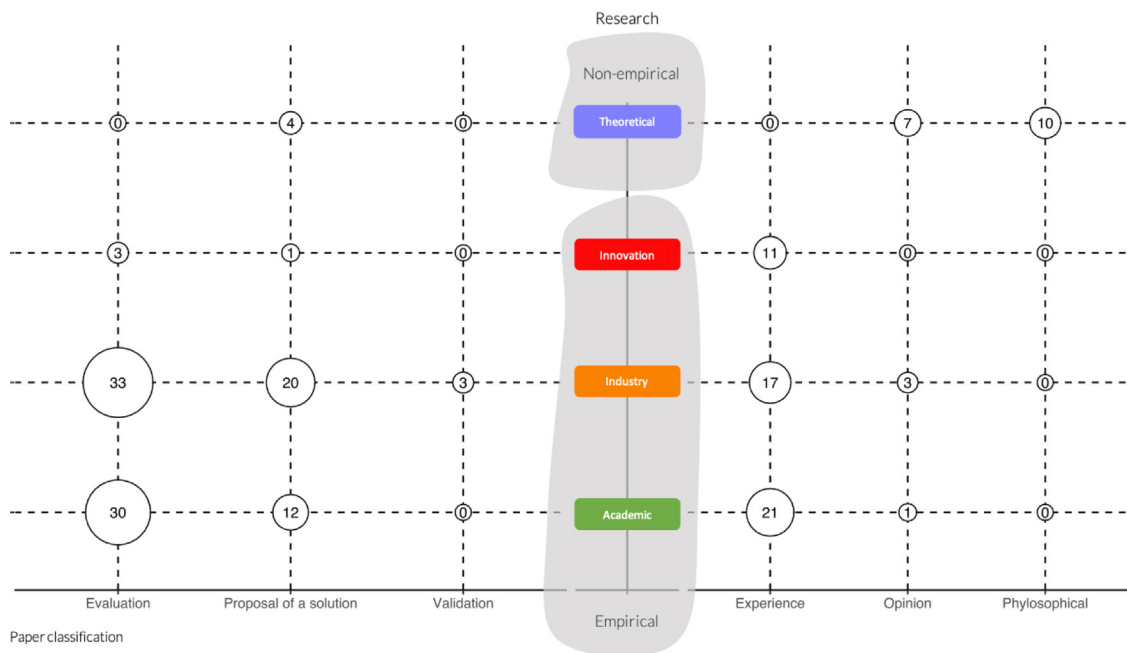 Research
Non-empirical
0 4 0 Theoretical 0 7 10
3 1 0 Innovation 11 0 0
33 20 3 Industry 17 3 0
30 12 0 Academic 21 1 0
Evaluation Proposal of a solution Validation Experience Opinion Phylosophical
Empirical
Paper classification